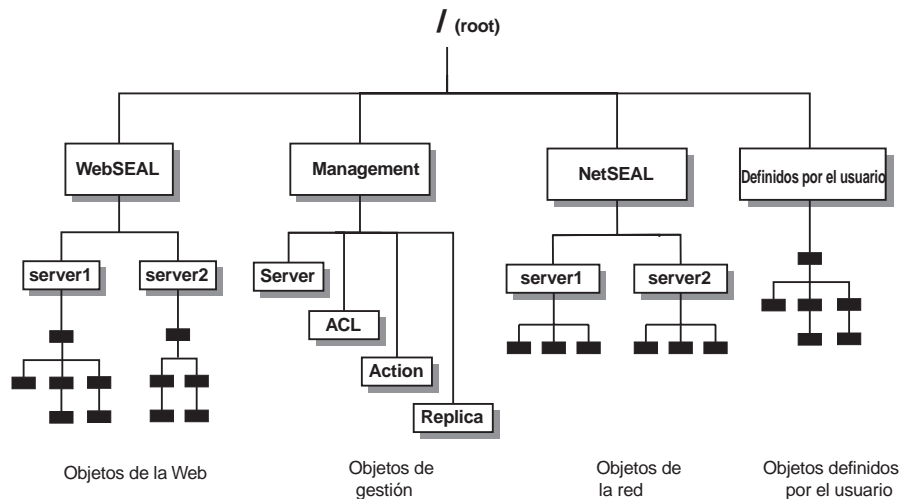 / (root)
WebSEAL
Management
NetSEAL
Definidos por el usuario
server1
server2
Server
server1
server2
ACL
Action
Replica
Objetos de la Web
Objetos de
gestión
Objetos de
la red
Objetos definidos
por el usuario